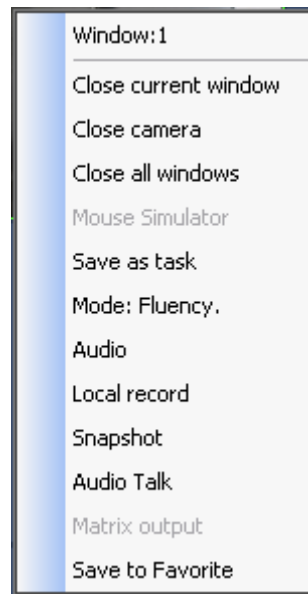 Window:1
Close current window
Close camera
Close all windows
Mouse Simulator
Save as task
Mode: Fluency.
Audio
Local record
Snapshot
Audio Talk
Matrix output
Save to Favorite